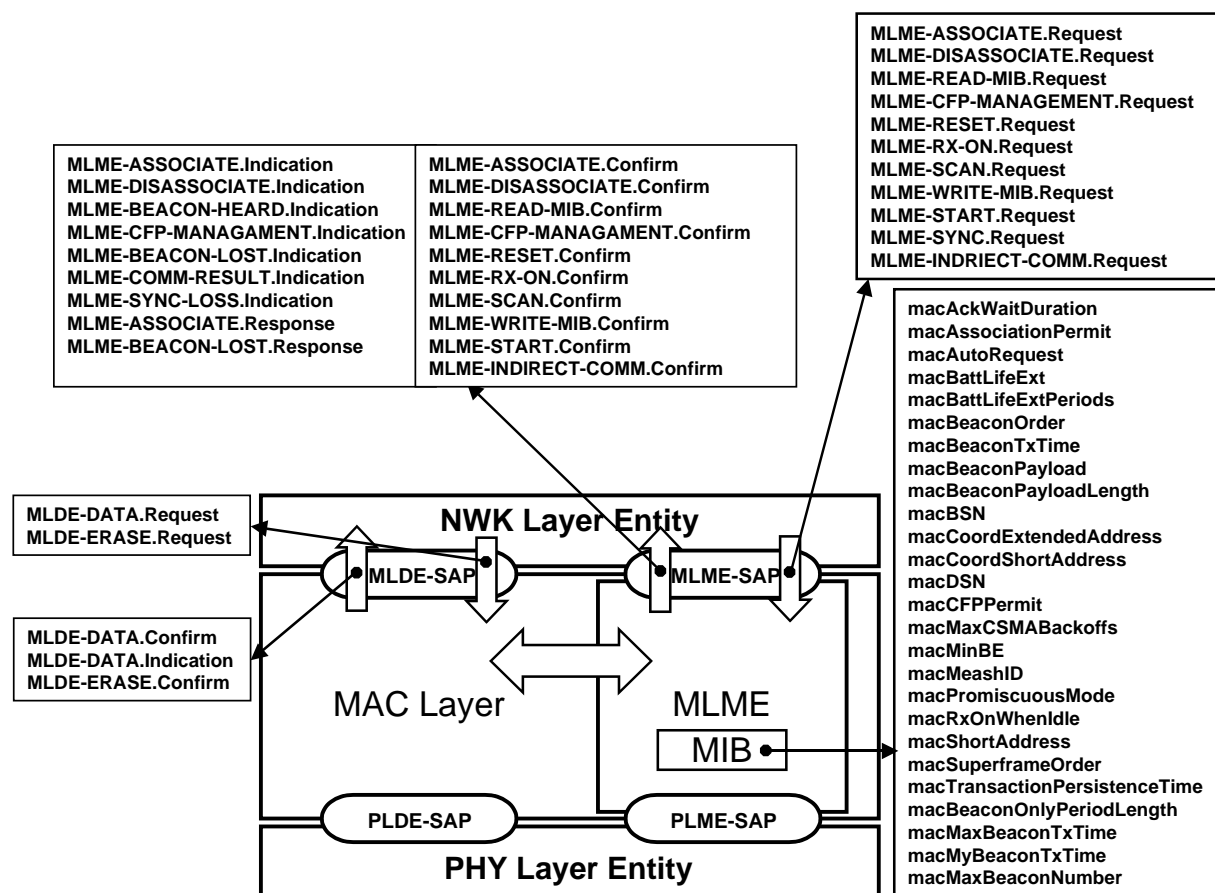 MLME-ASSOCIATE.Request
MLME-DISASSOCIATE.Request
MLME-READ-MIB.Request
MLME-CFP-MANAGEMENT.Request
MLME-RESET.Request
MLME-RX-ON.Request
MLME-SCAN.Request
MLME-WRITE-MIB.Request
MLME-START.Request
MLME-SYNC.Request
MLME-INDRIECT-COMM.Request
MLME-ASSOCIATE.Indication
MLME-DISASSOCIATE.Indication
MLME-BEACON-HEARD.Indication
MLME-CFP-MANAGAMENT.Indication
MLME-BEACON-LOST.Indication
MLME-COMM-RESULT.Indication
MLME-SYNC-LOSS.Indication
MLME-ASSOCIATE.Response
MLME-BEACON-LOST.Response
MLME-ASSOCIATE.Confirm
MLME-DISASSOCIATE.Confirm
MLME-READ-MIB.Confirm
MLME-CFP-MANAGAMENT.Confirm
MLME-RESET.Confirm
MLME-RX-ON.Confirm
MLME-SCAN.Confirm
MLME-WRITE-MIB.Confirm
MLME-START.Confirm
MLME-INDIRECT-COMM.Confirm
macAckWaitDuration
macAssociationPermit
macAutoRequest
macBattLifeExt
macBattLifeExtPeriods
macBeaconOrder
macBeaconTxTime
macBeaconPayload
macBeaconPayloadLength
macBSN
macCoordExtendedAddress
macCoordShortAddress
macDSN
macCFPPermit
macMaxCSMABackoffs
macMinBE
macMeashID
macPromiscuousMode
macRxOnWhenIdle
macShortAddress
macSuperframeOrder
macTransactionPersistenceTime
macBeaconOnlyPeriodLength
macMaxBeaconTxTime
macMyBeaconTxTime
macMaxBeaconNumber
MLDE-DATA.Request
MLDE-ERASE.Request
MLDE-DATA.Confirm
MLDE-DATA.Indication
MLDE-ERASE.Confirm
NWK Layer Entity
MLDE-SAP
MLME-SAP
MAC Layer
MLME
MIB
PLDE-SAP
PLME-SAP
PHY Layer Entity